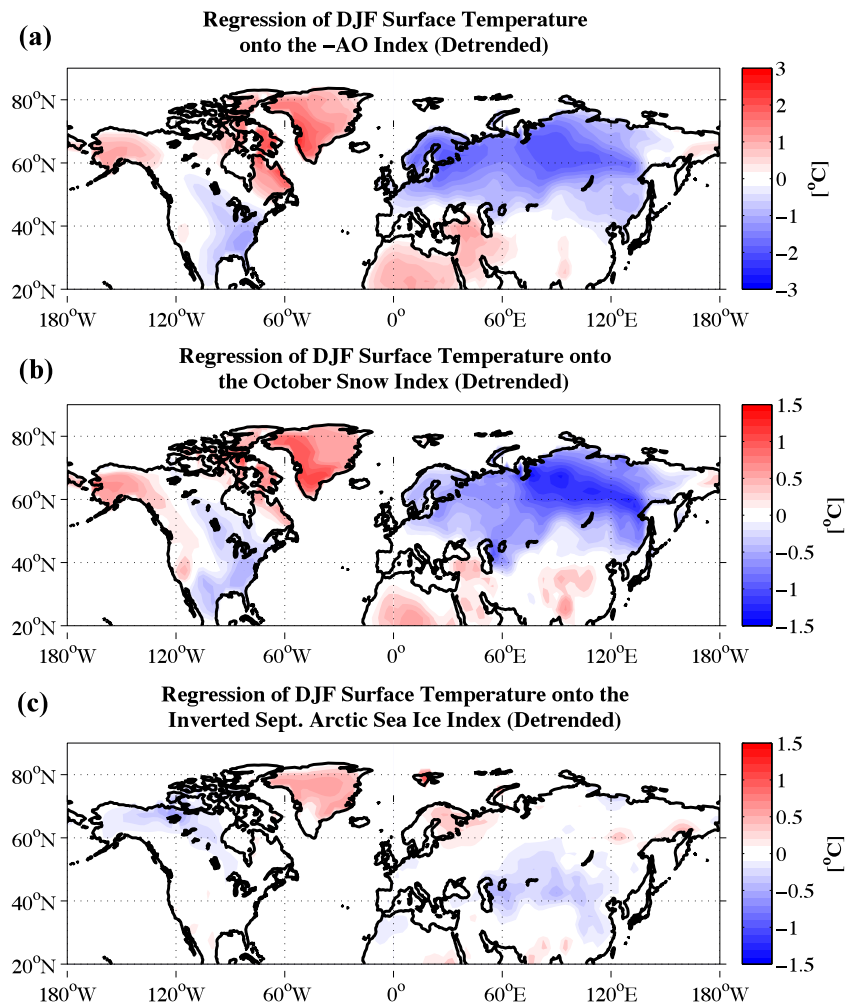 (a)
Regression of DJF Surface Temperature
onto the −AO Index (Detrended)
80°N
60°N
40°N
20°N
180°W 120°W 60°W 0° 60°E 120°E 180°W
3
2
1
0
−1
−2
−3
[°C]
(b)
Regression of DJF Surface Temperature onto
the October Snow Index (Detrended)
80°N
60°N
40°N
20°N
180°W 120°W 60°W 0° 60°E 120°E 180°W
1.5
1
0.5
0
−0.5
−1
−1.5
[°C]
(c)
Regression of DJF Surface Temperature onto the
Inverted Sept. Arctic Sea Ice Index (Detrended)
80°N
60°N
40°N
20°N
180°W 120°W 60°W 0° 60°E 120°E 180°W
1.5
1
0.5
0
−0.5
−1
−1.5
[°C]